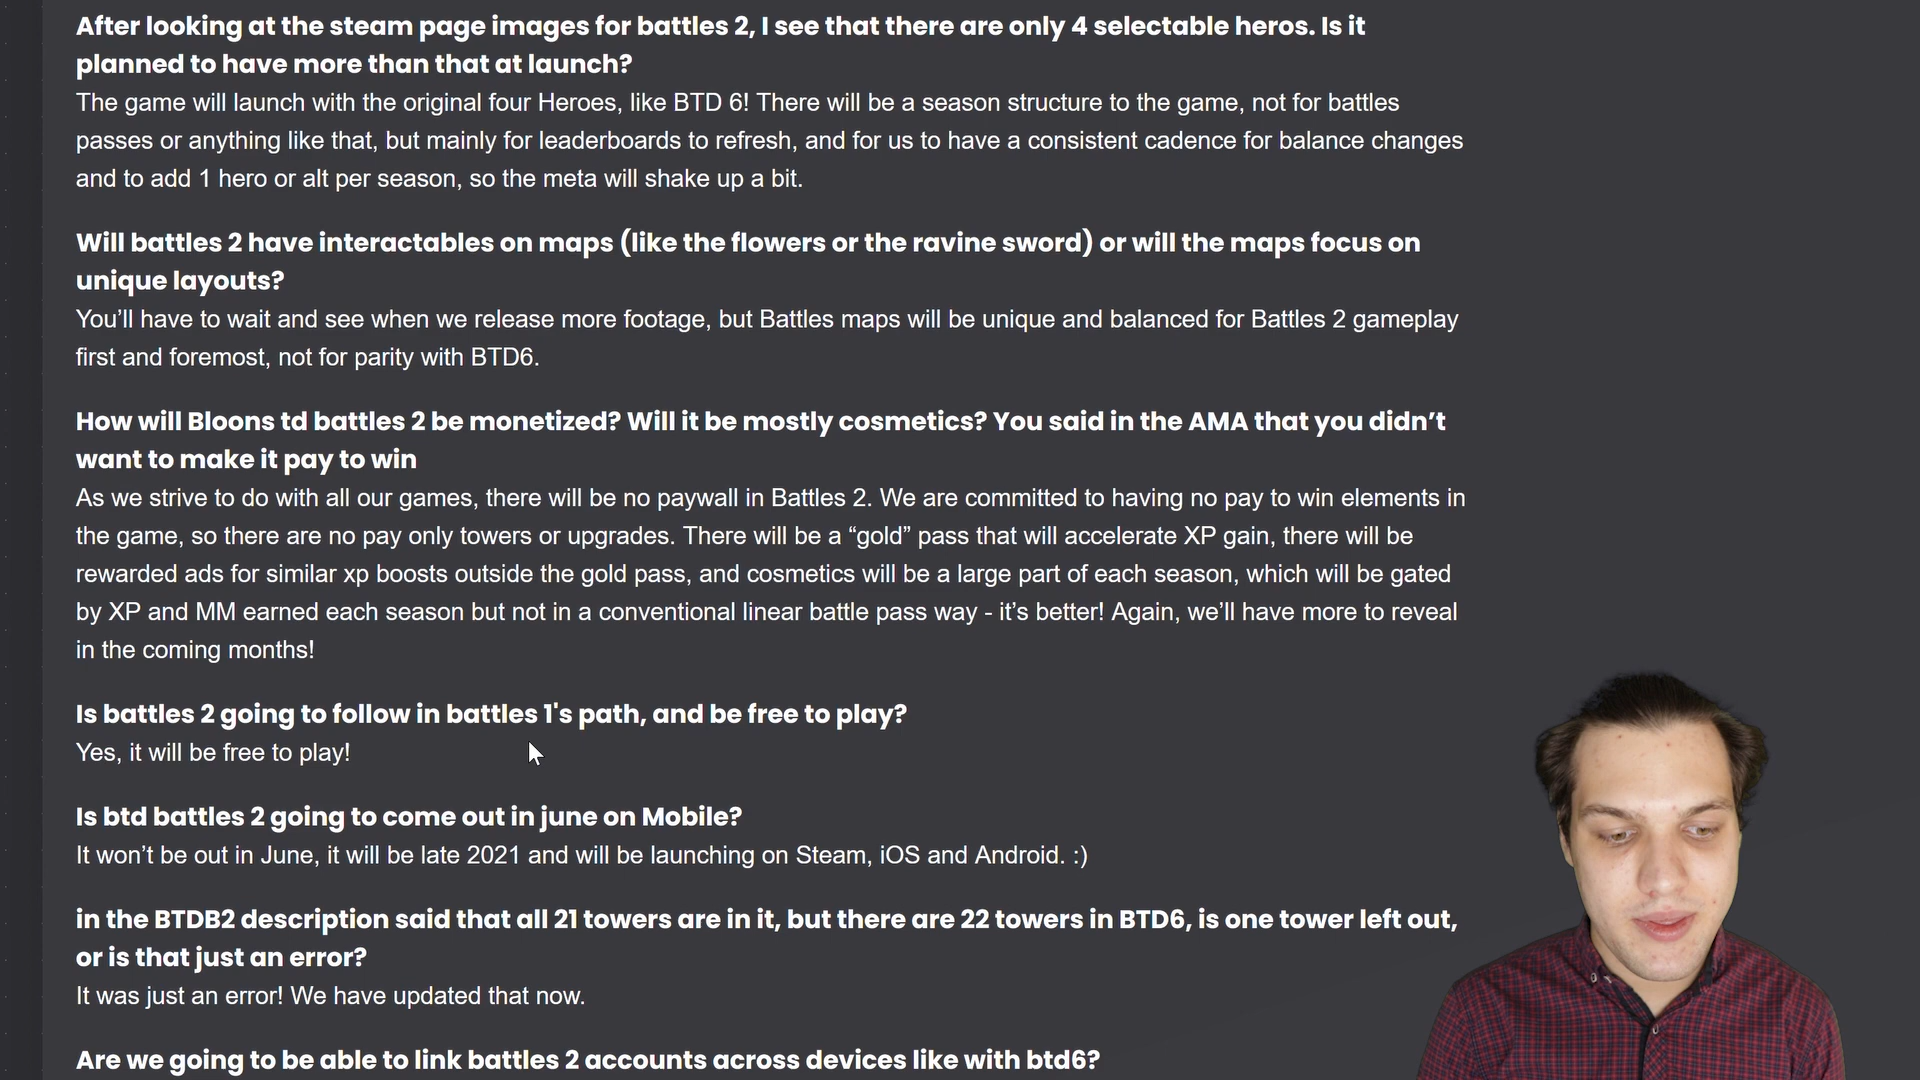 After looking at the steam page images for battles 2, I see that there are only 4 selectable heros. Is it
planned to have more than that at launch?
The game will launch with the original four Heroes, like BTD 6! There will be a season structure to the game, not for battles
passes or anything like that, but mainly for leaderboards to refresh, and for us to have a consistent cadence for balance changes
and to add 1 hero or alt per season, so the meta will shake up a bit.
Will battles 2 have interactables on maps (like the flowers or the ravine sword) or will the maps focus on
unique layouts?
You’ll have to wait and see when we release more footage, but Battles maps will be unique and balanced for Battles 2 gameplay
first and foremost, not for parity with BTD6.
How will Bloons td battles 2 be monetized? Will it be mostly cosmetics? You said in the AMA that you didn’t
want to make it pay to win
As we strive to do with all our games, there will be no paywall in Battles 2. We are committed to having no pay to win elements in
the game, so there are no pay only towers or upgrades. There will be a “gold” pass that will accelerate XP gain, there will be
rewarded ads for similar xp boosts outside the gold pass, and cosmetics will be a large part of each season, which will be gated
by XP and MM earned each season but not in a conventional linear battle pass way - it’s better! Again, we’ll have more to reveal
in the coming months!
Is battles 2 going to follow in battles 1's path, and be free to play?
Yes, it will be free to play!
Is btd battles 2 going to come out in june on Mobile?
It won’t be out in June, it will be late 2021 and will be launching on Steam, iOS and Android. :)
in the BTDB2 description said that all 21 towers are in it, but there are 22 towers in BTD6, is one tower left out,
or is that just an error?
It was just an error! We have updated that now.
Are we going to be able to link battles 2 accounts across devices like with btd6?